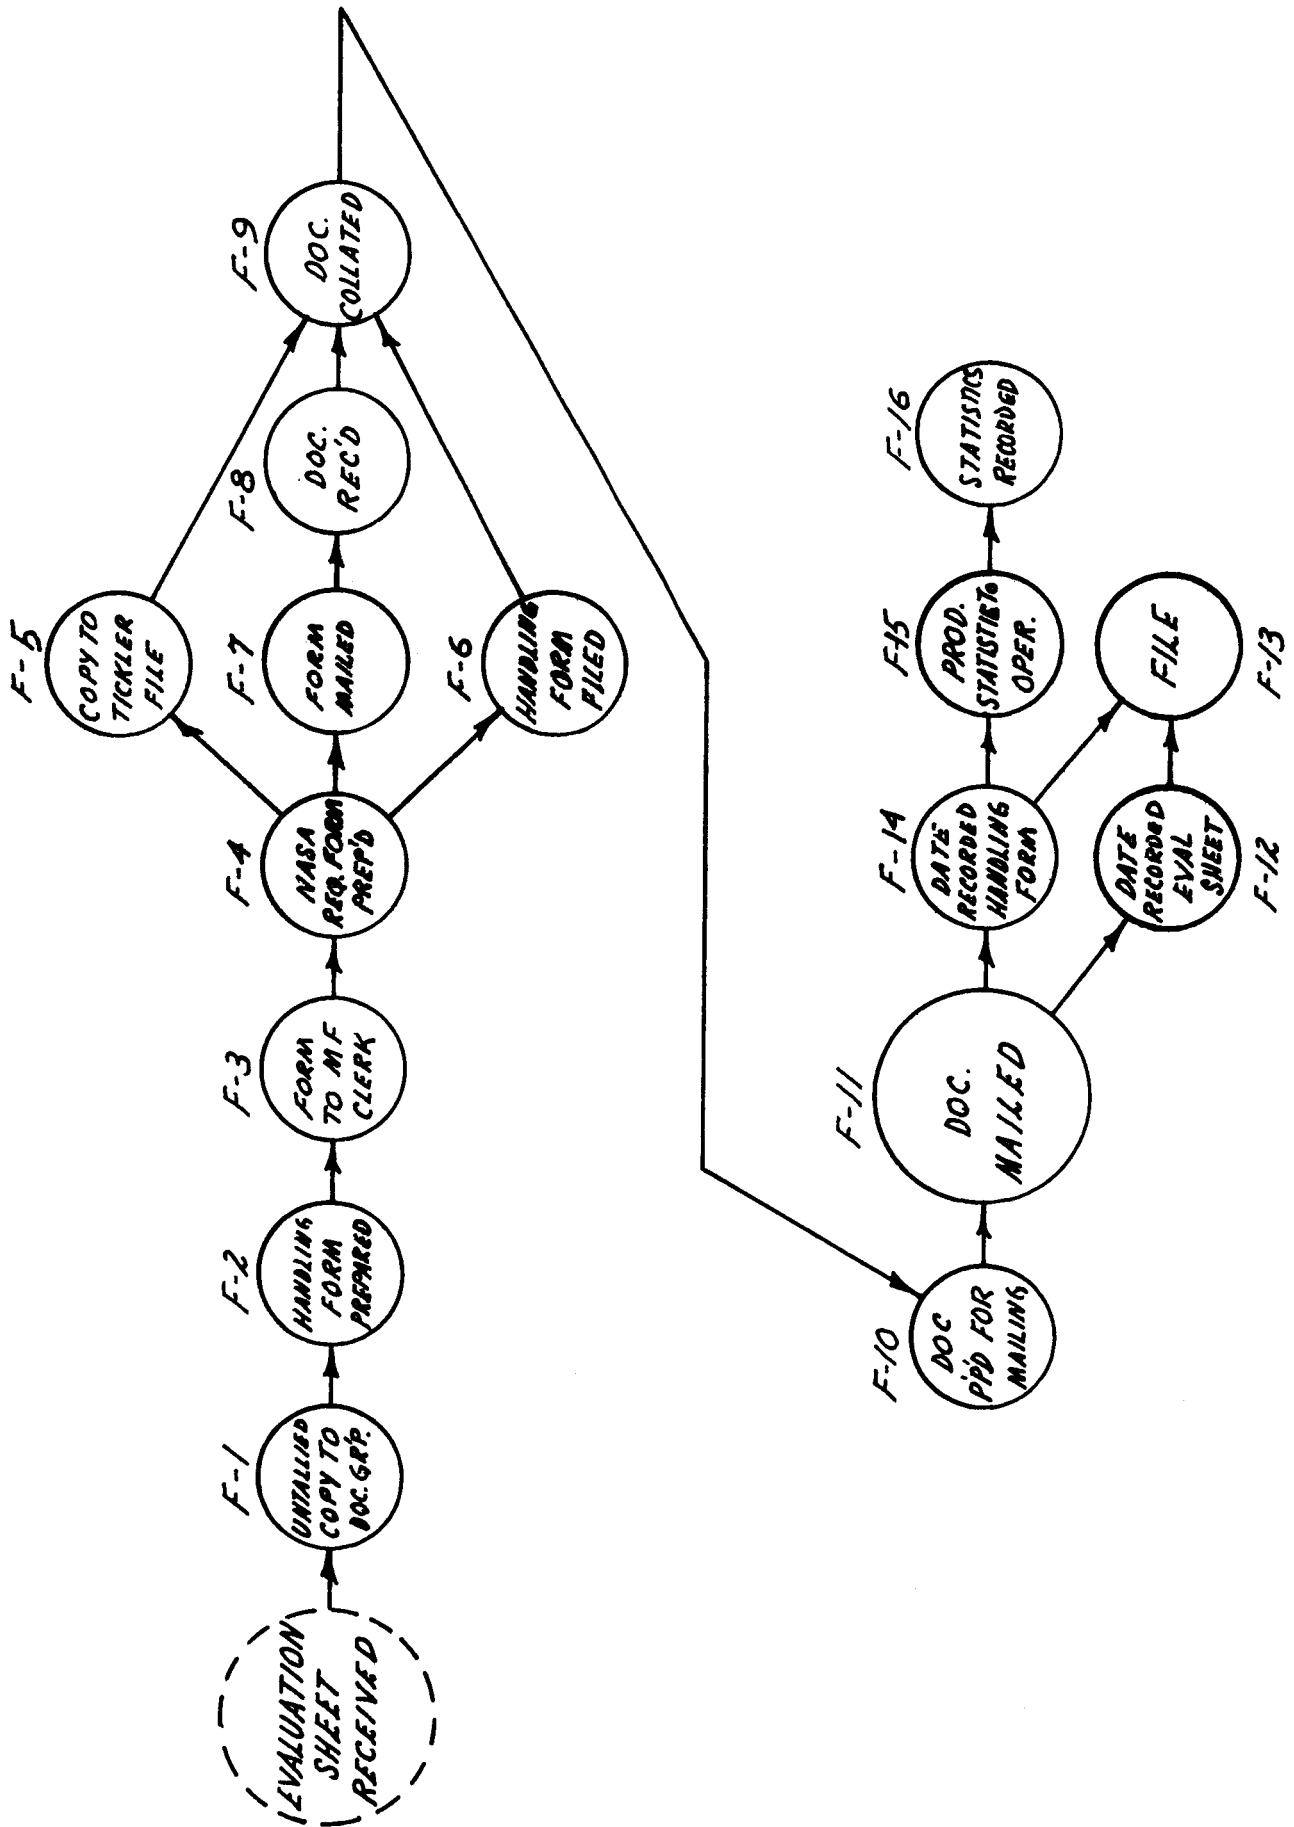 EVALUATION
SHEET
RECEIVED
F-1
UNTALLIED
COPY TO
DOC. GR'P.
F-2
HANDLING
FORM
PREPARED
F-3
FORM
TO MF
CLERK
F-4
NASA
REQ. FORM
PREP'D
F-5
COPY TO
TICKLER
FILE
F-7
FORM
MAILED
F-6
HANDLING
FORM
FILED
F-8
DOC.
REC'D
F-9
DOC.
COLLATED
F-10
DOC
P'P'D FOR
MAILING
F-11
DOC.
MAILED
F-14
DATE
RECORDED
HANDLING
FORM
DATE
RECORDED
EVAL
SHEET
F-12
F-15
PROD.
STATISTICS TO
OPER.
FILE
F-13
F-16
STATISTICS
RECORDED